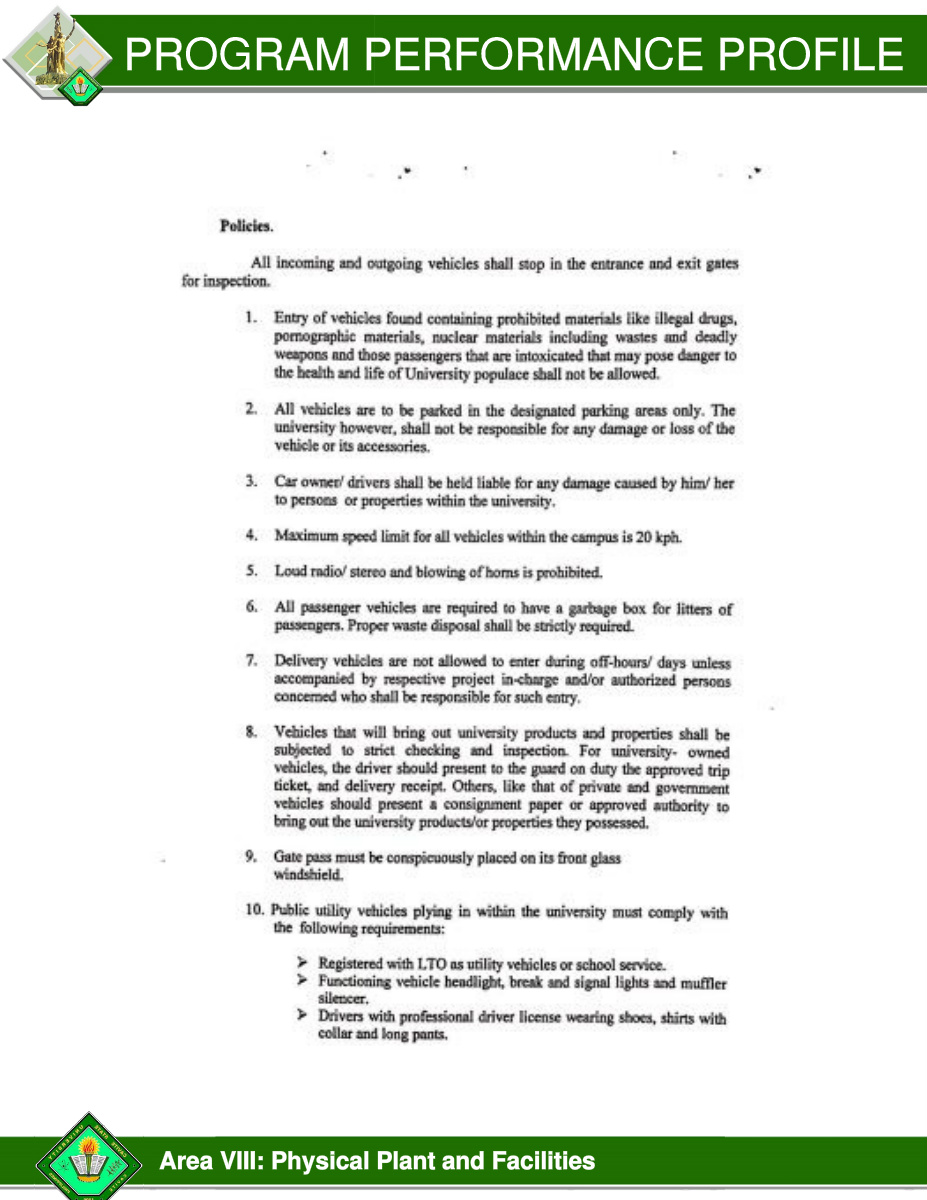 PROGRAM PERFORMANCE PROFILE
Policies.
All incoming and outgoing vehicles shall stop in the entrance and exit gates
for inspection.
1. Entry of vehicles found containing prohibited materials like illegal drugs,
pornographic materials, nuclear materials including wastes and deadly
weapons and those passengers that are intoxicated that may pose danger to
the health and life of University populace shall not be allowed.
2. All vehicles are to be parked in the designated parking areas only. The
university however, shall not be responsible for any damage or loss of the
vehicle or its accessories.
3. Car owner/ drivers shall be held liable for any damage caused by him/ her
to persons or properties within the university.
4. Maximum speed limit for all vehicles within the campus is 20 kph.
5. Loud radio/ stereo and blowing of horns is prohibited.
6. All passenger vehicles are required to have a garbage box for litters of
passengers. Proper waste disposal shall be strictly required.
7. Delivery vehicles are not allowed to enter during off-hours/ days unless
accompanied by respective project in-charge and/or authorized persons
concerned who shall be responsible for such entry.
8. Vehicles that will bring out university products and properties shall be
subjected to strict checking and inspection. For university- owned
vehicles, the driver should present to the guard on duty the approved trip
ticket, and delivery receipt. Others, like that of private and government
vehicles should present a consignment paper or approved authority to
bring out the university products/or properties they possessed.
9. Gate pass must be conspicuously placed on its front glass
windshield.
10. Public utility vehicles plying in within the university must comply with
the following requirements:
➢ Registered with LTO as utility vehicles or school service.
➢ Functioning vehicle headlight, break and signal lights and muffler
silencer.
➢ Drivers with professional driver license wearing shoes, shirts with
collar and long pants.
Area VIII: Physical Plant and Facilities